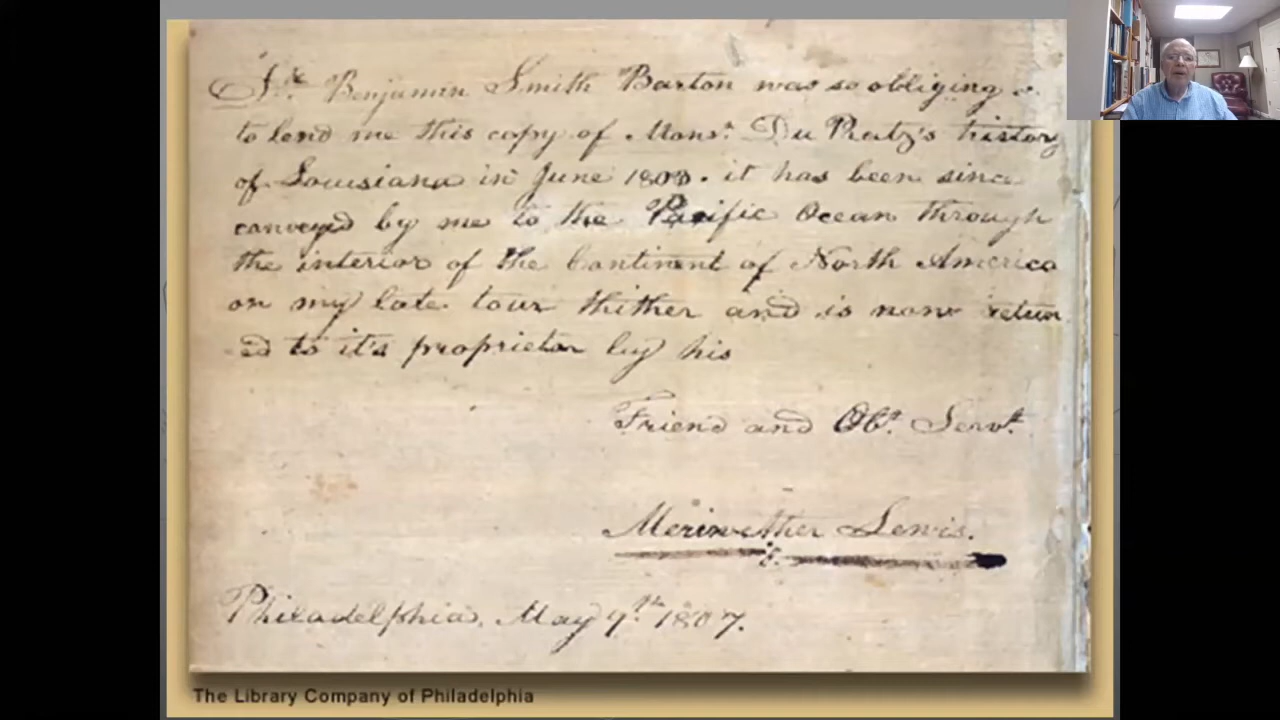 Dr. Benjamin Smith Barton was so obliging as
to lend me this copy of Monsr. Du Pratz's history
of Louisiana in June 1803. it has been since
conveyed by me to the Pacific Ocean through
the interior of the Continent of North America
on my late tour thither and is now return
ed to it's proprietor by his
Friend and Obt. Servt.
Meriwether Lewis.
Philadelphia, May 9th. 1807.
The Library Company of Philadelphia